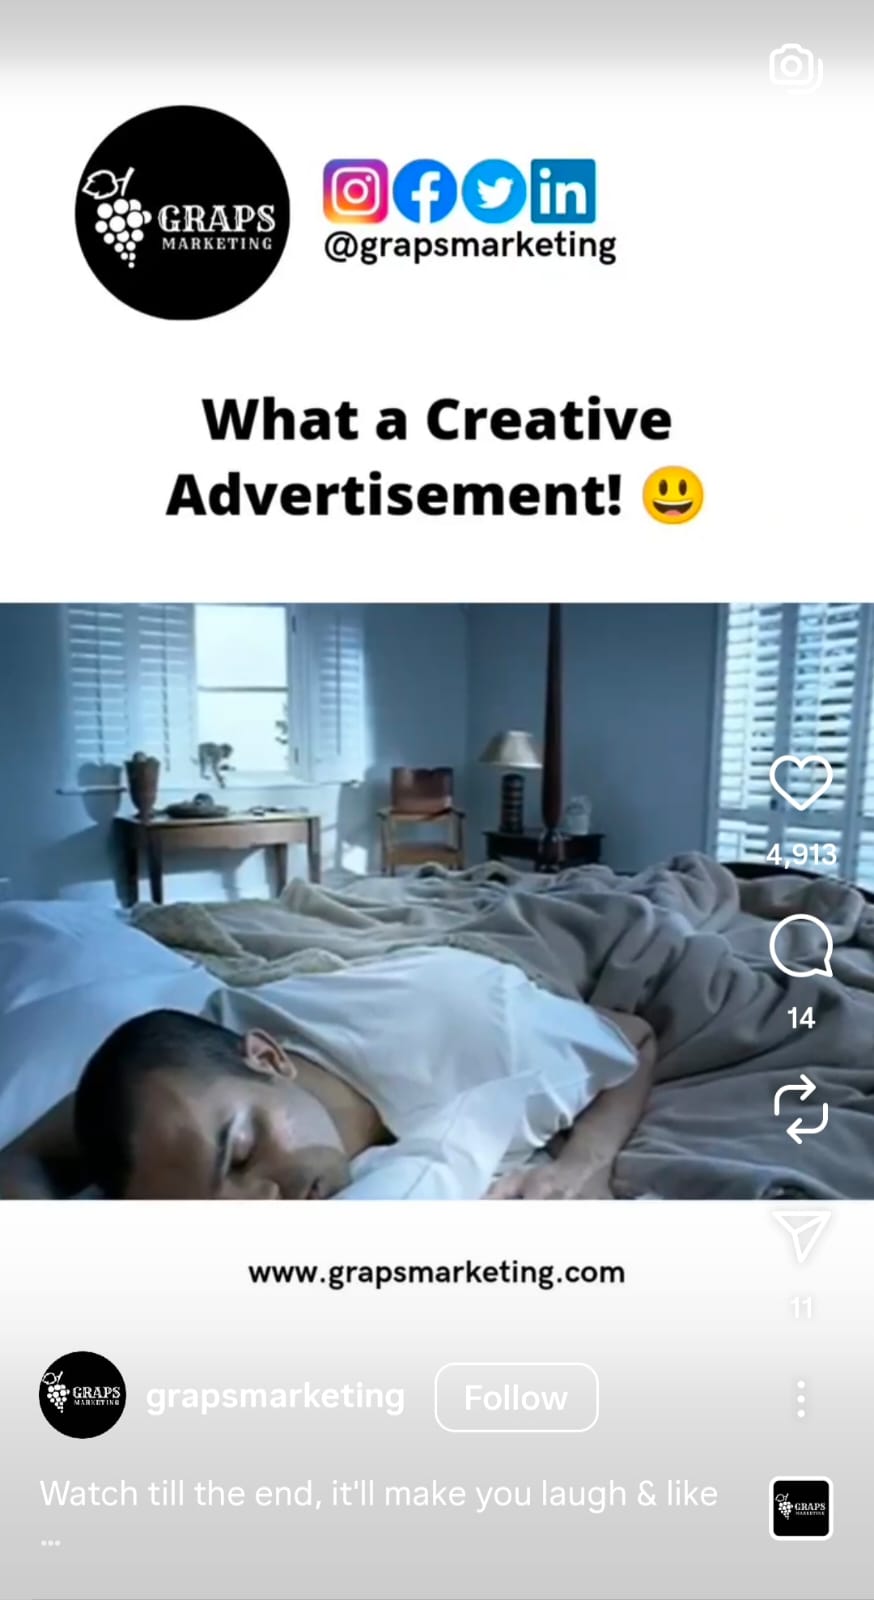 GRAPS
MARKETING
@grapsmarketing
What a Creative
Advertisement! 😃
4,913
14
www.grapsmarketing.com
11
GRAPS
MARKETING
grapsmarketing
Follow
Watch till the end, it'll make you laugh & like
...
GRAPS
MARKETING